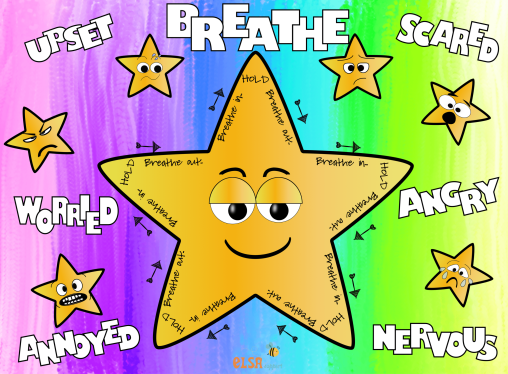 BREATHE
UPSET
SCARED
HOLD
Breathe in.
Breathe out.
Breathe out.
Breathe in.
HOLD
HOLD
Breathe in.
Breathe out.
WORRIED
ANGRY
Breathe out.
Breathe in.
Breathe in.
Breathe out.
HOLD
HOLD
ANNOYED
NERVOUS
BLSR